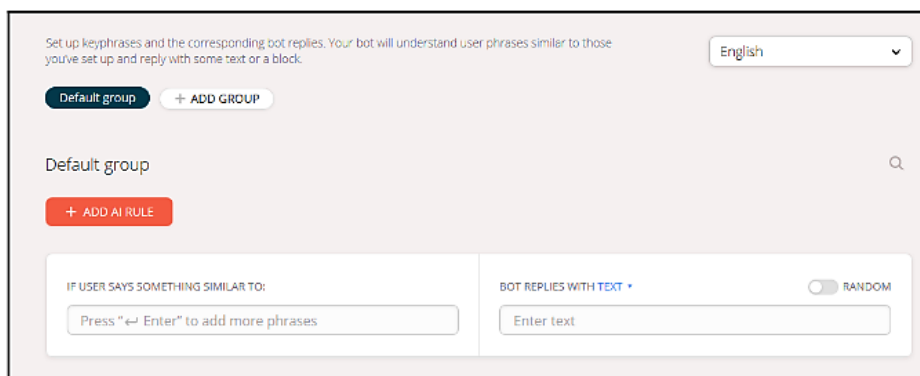 Set up keyphrases and the corresponding bot replies. Your bot will understand user phrases similar to those
you've set up and reply with some text or a block.
English
Default group
+ ADD GROUP
Default group
+ ADD AI RULE
IF USER SAYS SOMETHING SIMILAR TO:
BOT REPLIES WITH TEXT
RANDOM
Press "↵ Enter" to add more phrases
Enter text